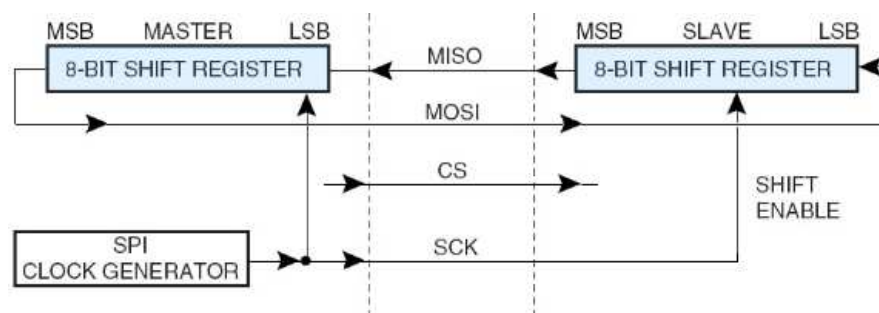 MSB MASTER LSB
8-BIT SHIFT REGISTER
MISO
MSB SLAVE LSB
8-BIT SHIFT REGISTER
MOSI
CS
SHIFT
ENABLE
SPI
CLOCK GENERATOR
SCK